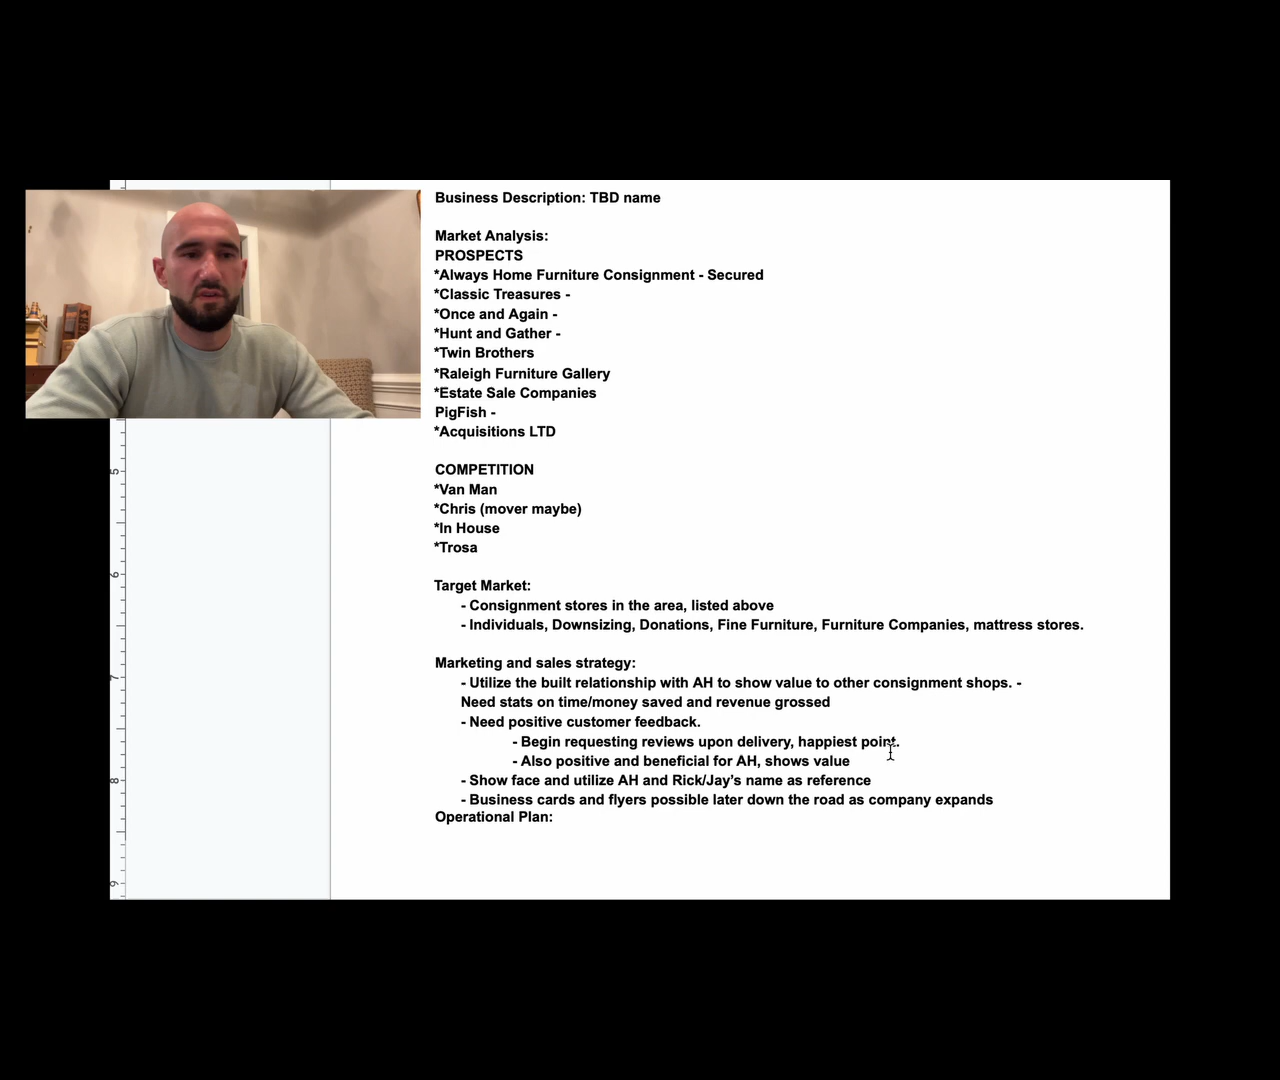 Business Description: TBD name
Market Analysis:
PROSPECTS
*Always Home Furniture Consignment - Secured
*Classic Treasures -
*Once and Again -
*Hunt and Gather -
*Twin Brothers
*Raleigh Furniture Gallery
*Estate Sale Companies
PigFish -
*Acquisitions LTD
COMPETITION
*Van Man
*Chris (mover maybe)
*In House
*Trosa
Target Market:
- Consignment stores in the area, listed above
- Individuals, Downsizing, Donations, Fine Furniture, Furniture Companies, mattress stores.
Marketing and sales strategy:
- Utilize the built relationship with AH to show value to other consignment shops. -
Need stats on time/money saved and revenue grossed
- Need positive customer feedback.
- Begin requesting reviews upon delivery, happiest point.
- Also positive and beneficial for AH, shows value
- Show face and utilize AH and Rick/Jay’s name as reference
- Business cards and flyers possible later down the road as company expands
Operational Plan:
5
6
7
8
9